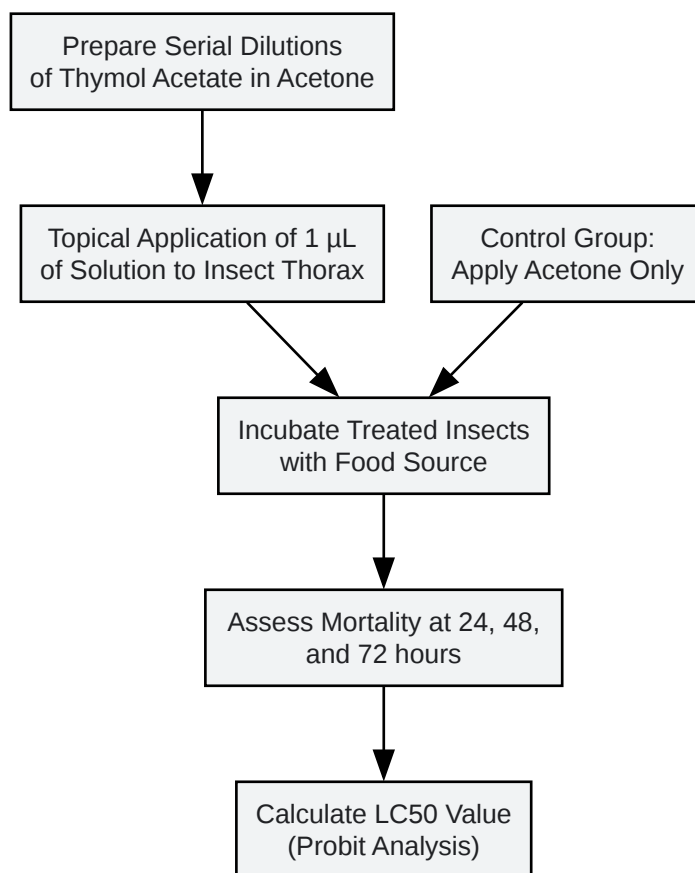 Prepare Serial Dilutions
of Thymol Acetate in Acetone
Topical Application of 1 µL
of Solution to Insect Thorax
Control Group:
Apply Acetone Only
Incubate Treated Insects
with Food Source
Assess Mortality at 24, 48,
and 72 hours
Calculate LC50 Value
(Probit Analysis)